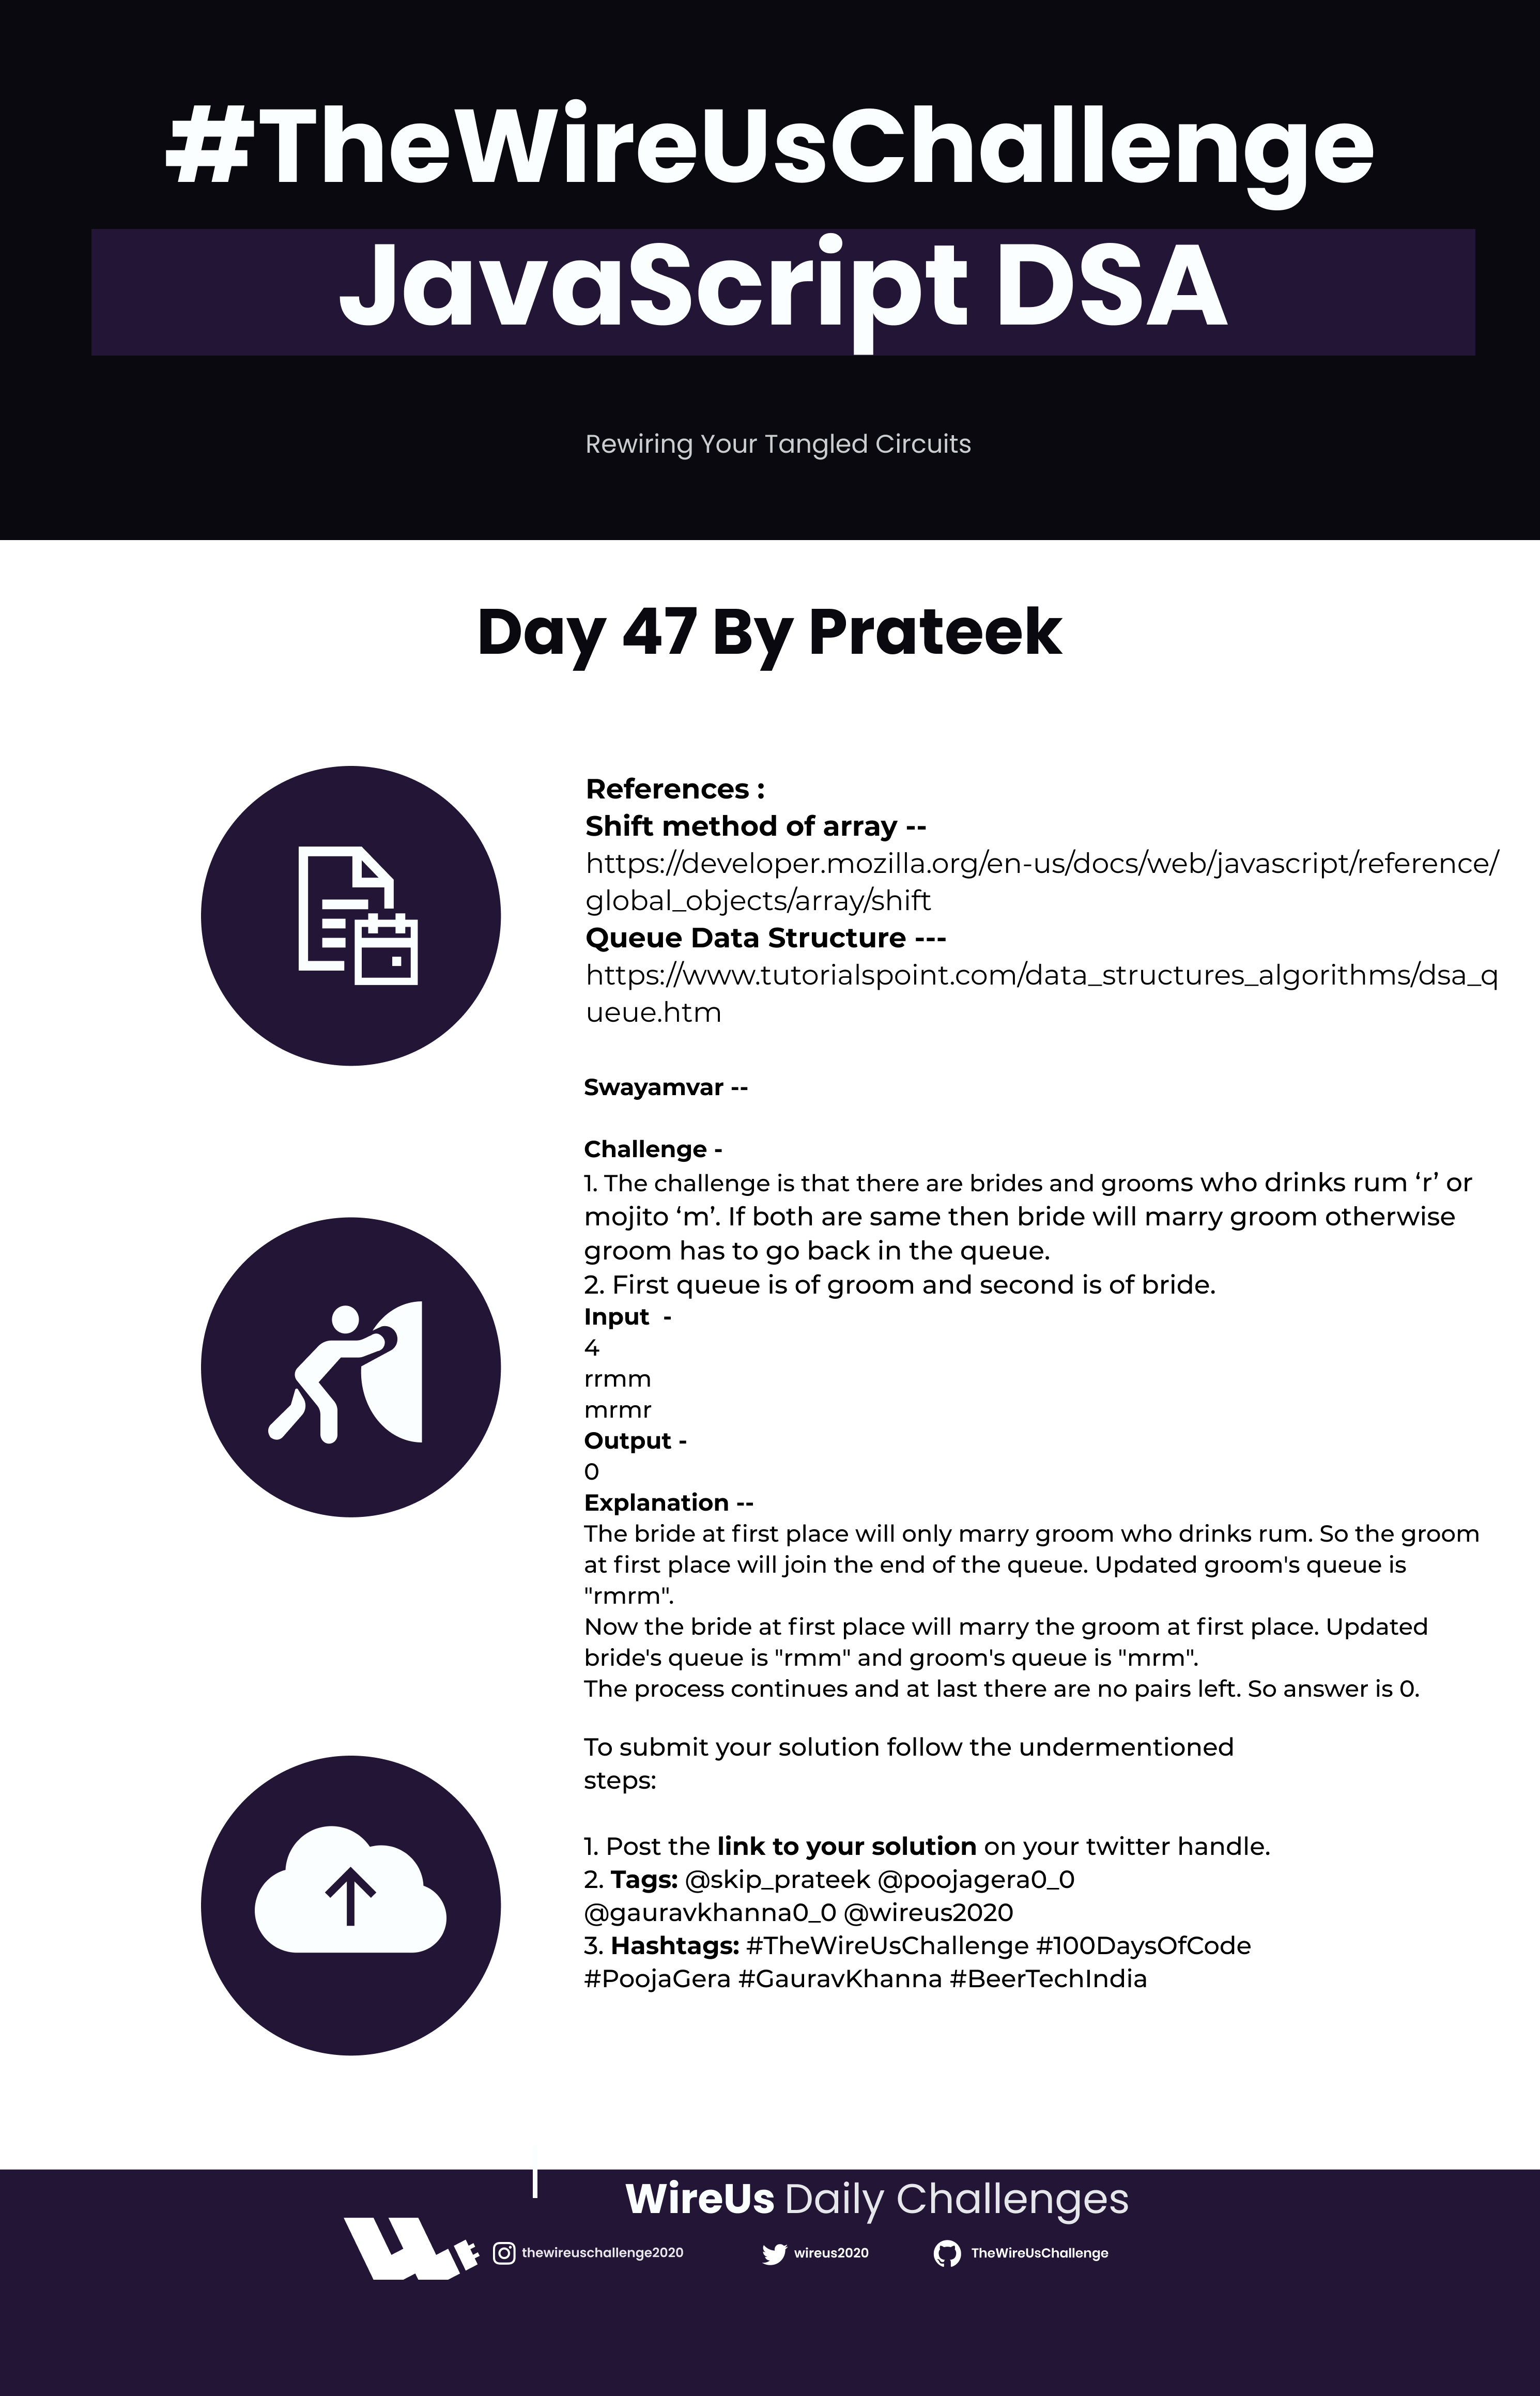 #TheWireUsChallenge
JavaScript DSA
Rewiring Your Tangled Circuits
Day 47 By Prateek
References :
Shift method of array --
https://developer.mozilla.org/en-us/docs/web/javascript/reference/
global_objects/array/shift
Queue Data Structure ---
https://www.tutorialspoint.com/data_structures_algorithms/dsa_q
ueue.htm
Swayamvar --
Challenge -
1. The challenge is that there are brides and grooms who drinks rum ‘r’ or
mojito ‘m’. If both are same then bride will marry groom otherwise
groom has to go back in the queue.
2. First queue is of groom and second is of bride.
Input  -
4
rrmm
mrmr
Output -
0
Explanation --
The bride at first place will only marry groom who drinks rum. So the groom
at first place will join the end of the queue. Updated groom's queue is
"rmrm".
Now the bride at first place will marry the groom at first place. Updated
bride's queue is "rmm" and groom's queue is "mrm".
The process continues and at last there are no pairs left. So answer is 0.
To submit your solution follow the undermentioned
steps:
1. Post the link to your solution on your twitter handle.
2. Tags: @skip_prateek @poojagera0_0
@gauravkhanna0_0 @wireus2020
3. Hashtags: #TheWireUsChallenge #100DaysOfCode
#PoojaGera #GauravKhanna #BeerTechIndia
WireUs Daily Challenges
thewireuschallenge2020 wireus2020 TheWireUsChallenge